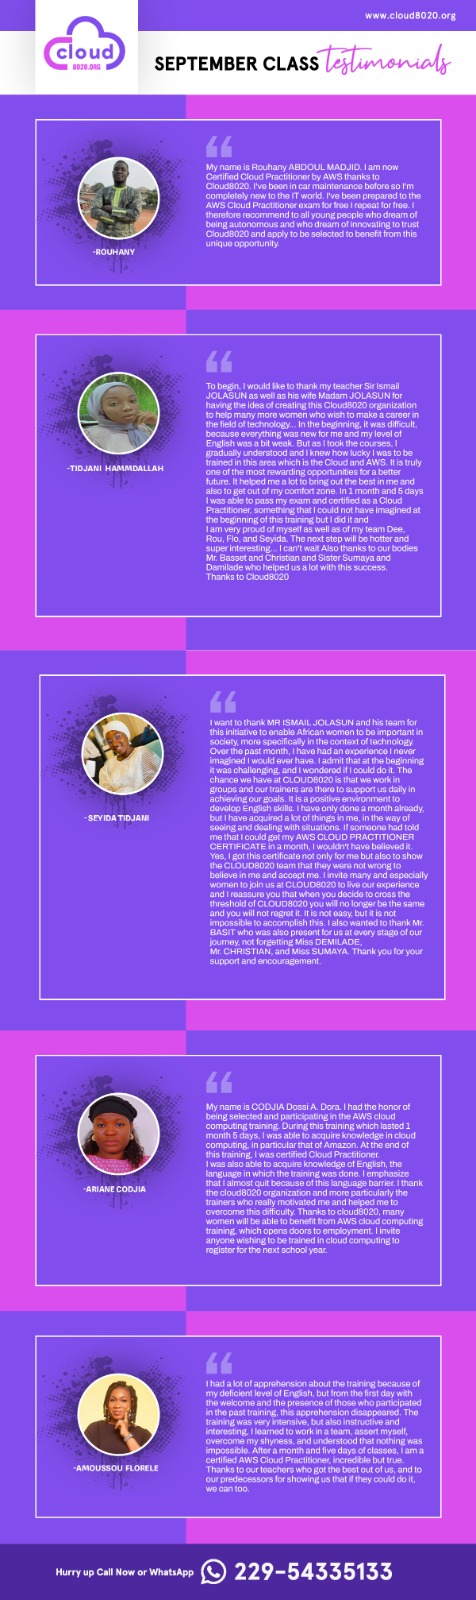 www.cloud8020.org
cloud
8020.ORG
SEPTEMBER CLASS testimonials
My name is Rouhany ABDOUL MADJID. I am now
Certified Cloud Practitioner by AWS thanks to
Cloud8020. I've been in car maintenance before so I'm
completely new to the IT world. I've been prepared to the
AWS Cloud Practitioner exam for free I repeat for free. I
therefore recommend to all young people who dream of
being autonomous and who dream of innovating to trust
Cloud8020 and apply to be selected to benefit from this
unique opportunity.
-ROUHANY
To begin, I would like to thank my teacher Sir Ismail
JOLASUN as well as his wife Madam JOLASUN for
having the idea of creating this Cloud8020 organization
to help many more women who wish to make a career in
the field of technology... In the beginning, it was difficult,
because everything was new for me and my level of
English was a bit weak. But as I took the courses, I
gradually understood and I knew how lucky I was to be
trained in this area which is the Cloud and AWS. It is truly
one of the most rewarding opportunities for a better
future. It helped me a lot to bring out the best in me and
also to get out of my comfort zone. In 1 month and 5 days
I was able to pass my exam and certified as a Cloud
Practitioner, something that I could not have imagined at
the beginning of this training but I did it and
I am very proud of myself as well as of my team Dee,
Rou, Flo, and Seyida. The next step will be hotter and
super interesting... I can't wait Also thanks to our bodies
Mr. Basset and Christian and Sister Sumaya and
Damilade who helped us a lot with this success.
Thanks to Cloud8020
-TIDJANI HAMMDALLAH
I want to thank MR ISMAIL JOLASUN and his team for
this initiative to enable African women to be important in
society, more specifically in the context of technology.
Over the past month, I have had an experience I never
imagined I would ever have. I admit that at the beginning
it was challenging, and I wondered if I could do it. The
chance we have at CLOUD8020 is that we work in
groups and our trainers are there to support us daily in
achieving our goals. It is a positive environment to
develop English skills. I have only done a month already,
but I have acquired a lot of things in me, in the way of
seeing and dealing with situations. If someone had told
me that I could get my AWS CLOUD PRACTITIONER
CERTIFICATE in a month, I wouldn't have believed it.
Yes, I got this certificate not only for me but also to show
the CLOUD8020 team that they were not wrong to
believe in me and accept me. I invite many and especially
women to join us at CLOUD8020 to live our experience
and I reassure you that when you decide to cross the
threshold of CLOUD8020 you will no longer be the same
and you will not regret it. It is not easy, but it is not
impossible to accomplish this. I also wanted to thank Mr.
BASIT who was also present for us at every stage of our
journey, not forgetting Miss DEMILADE,
Mr. CHRISTIAN, and Miss SUMAYA. Thank you for your
support and encouragement.
-SEYIDA TIDJANI
My name is CODJIA Dossi A. Dora. I had the honor of
being selected and participating in the AWS cloud
computing training. During this training which lasted 1
month 5 days, I was able to acquire knowledge in cloud
computing, in particular that of Amazon. At the end of
this training, I was certified Cloud Practitioner.
I was also able to acquire knowledge of English, the
language in which the training was done. I emphasize
that I almost quit because of this language barrier. I thank
the cloud8020 organization and more particularly the
trainers who really motivated me and helped me to
overcome this difficulty. Thanks to cloud8020, many
women will be able to benefit from AWS cloud computing
training, which opens doors to employment. I invite
anyone wishing to be trained in cloud computing to
register for the next school year.
-ARIANE CODJIA
I had a lot of apprehension about the training because of
my deficient level of English, but from the first day with
the welcome and the presence of those who participated
in the past training, this apprehension disappeared. The
training was very intensive, but also instructive and
interesting, I learned to work in a team, assert myself,
overcome my shyness, and understood that nothing was
impossible. After a month and five days of classes, I am a
certified AWS Cloud Practitioner, incredible but true.
Thanks to our teachers who got the best out of us, and to
our predecessors for showing us that if they could do it,
we can too.
-AMOUSSOU FLORELE
Hurry up Call Now or WhatsApp 229-54335133